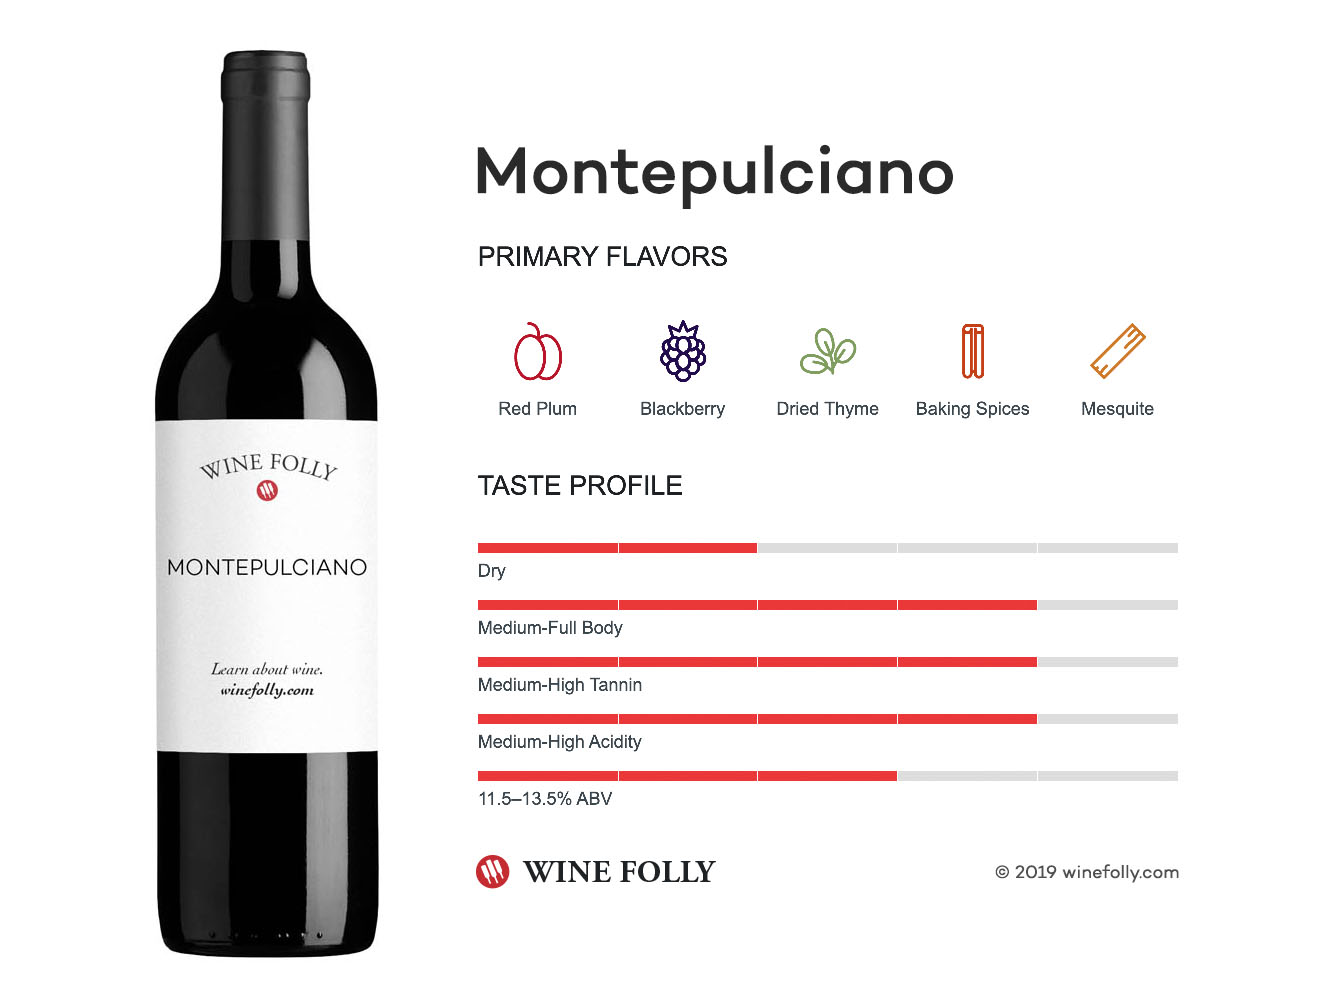 WINE FOLLY
MONTEPULCIANO
Learn about wine.
winefolly.com
Montepulciano
PRIMARY FLAVORS
Red Plum
Blackberry
Dried Thyme
Baking Spices
Mesquite
TASTE PROFILE
Dry
Medium-Full Body
Medium-High Tannin
Medium-High Acidity
11.5–13.5% ABV
WINE FOLLY
© 2019 winefolly.com